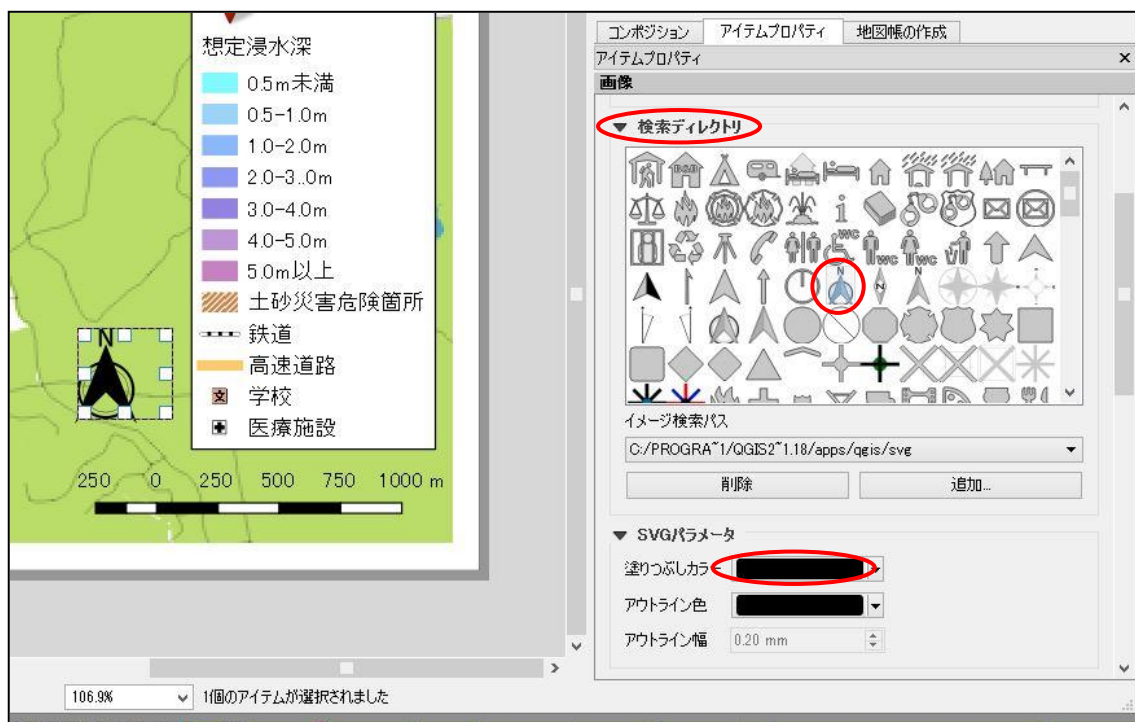 想定浸水深
0.5m未満
0.5-1.0m
1.0-2.0m
2.0-3..0m
3.0-4.0m
4.0-5.0m
5.0m以上
土砂災害危険箇所
鉄道
高速道路
学校
医療施設
N
250 0 250 500 750 1000 m
106.9%
1個のアイテムが選択されました
コンポジション アイテムプロパティ 地図帳の作成
アイテムプロパティ
画像
検索ディレクトリ
イメージ検索パス
C:/PROGRA~1/QGIS2~1.18/apps/qgis/svg
削除 追加...
SVGパラメータ
塗りつぶしカラー
アウトライン色
アウトライン幅 0.20 mm